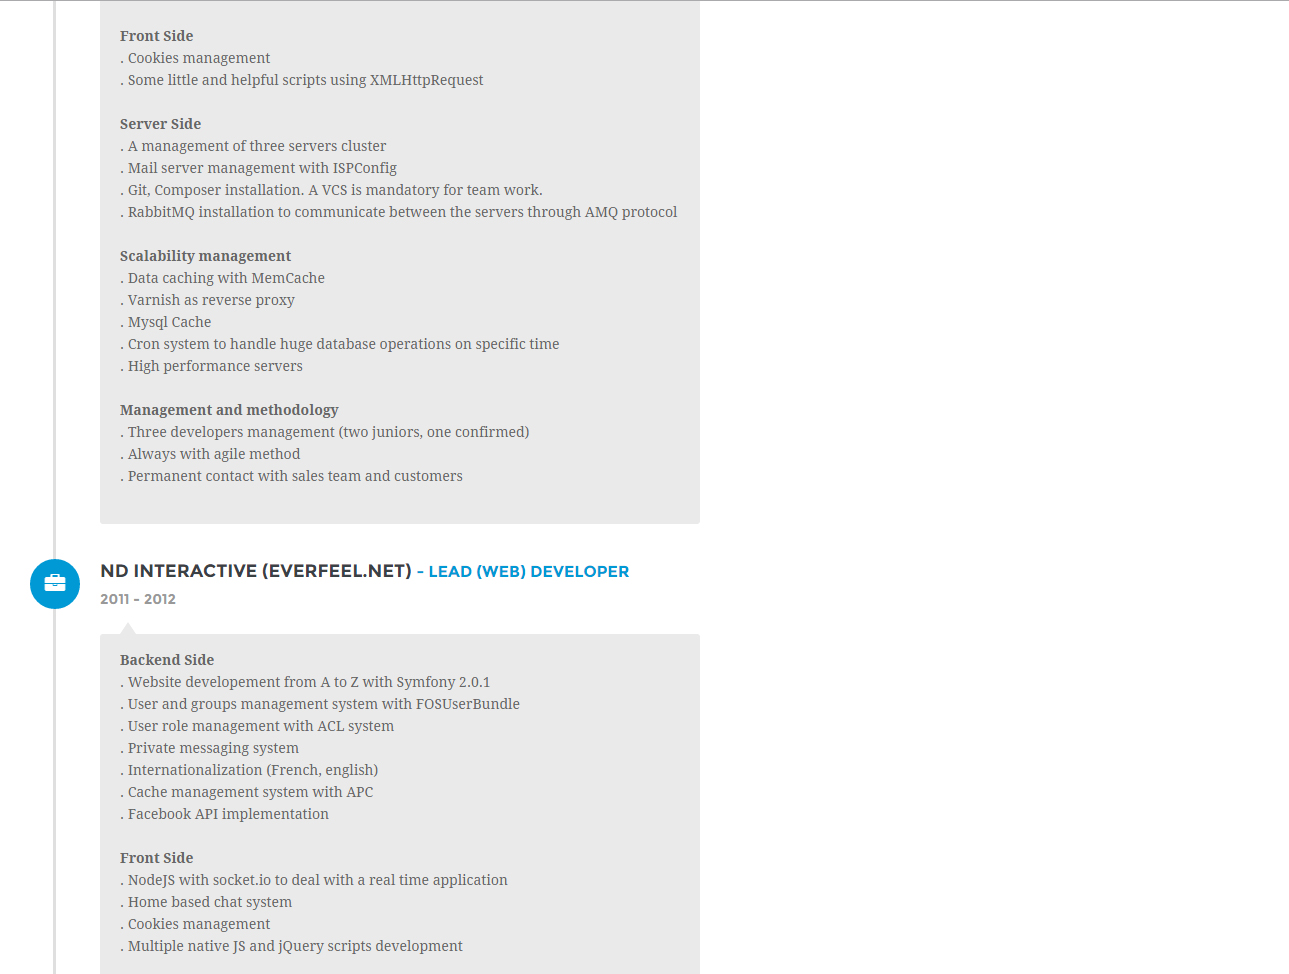 Front Side
. Cookies management
. Some little and helpful scripts using XMLHttpRequest
Server Side
. A management of three servers cluster
. Mail server management with ISPConfig
. Git, Composer installation. A VCS is mandatory for team work.
. RabbitMQ installation to communicate between the servers through AMQ protocol
Scalability management
. Data caching with MemCache
. Varnish as reverse proxy
. Mysql Cache
. Cron system to handle huge database operations on specific time
. High performance servers
Management and methodology
. Three developers management (two juniors, one confirmed)
. Always with agile method
. Permanent contact with sales team and customers
ND INTERACTIVE (EVERFEEL.NET) - LEAD (WEB) DEVELOPER
2011 - 2012
Backend Side
. Website developement from A to Z with Symfony 2.0.1
. User and groups management system with FOSUserBundle
. User role management with ACL system
. Private messaging system
. Internationalization (French, english)
. Cache management system with APC
. Facebook API implementation
Front Side
. NodeJS with socket.io to deal with a real time application
. Home based chat system
. Cookies management
. Multiple native JS and jQuery scripts development